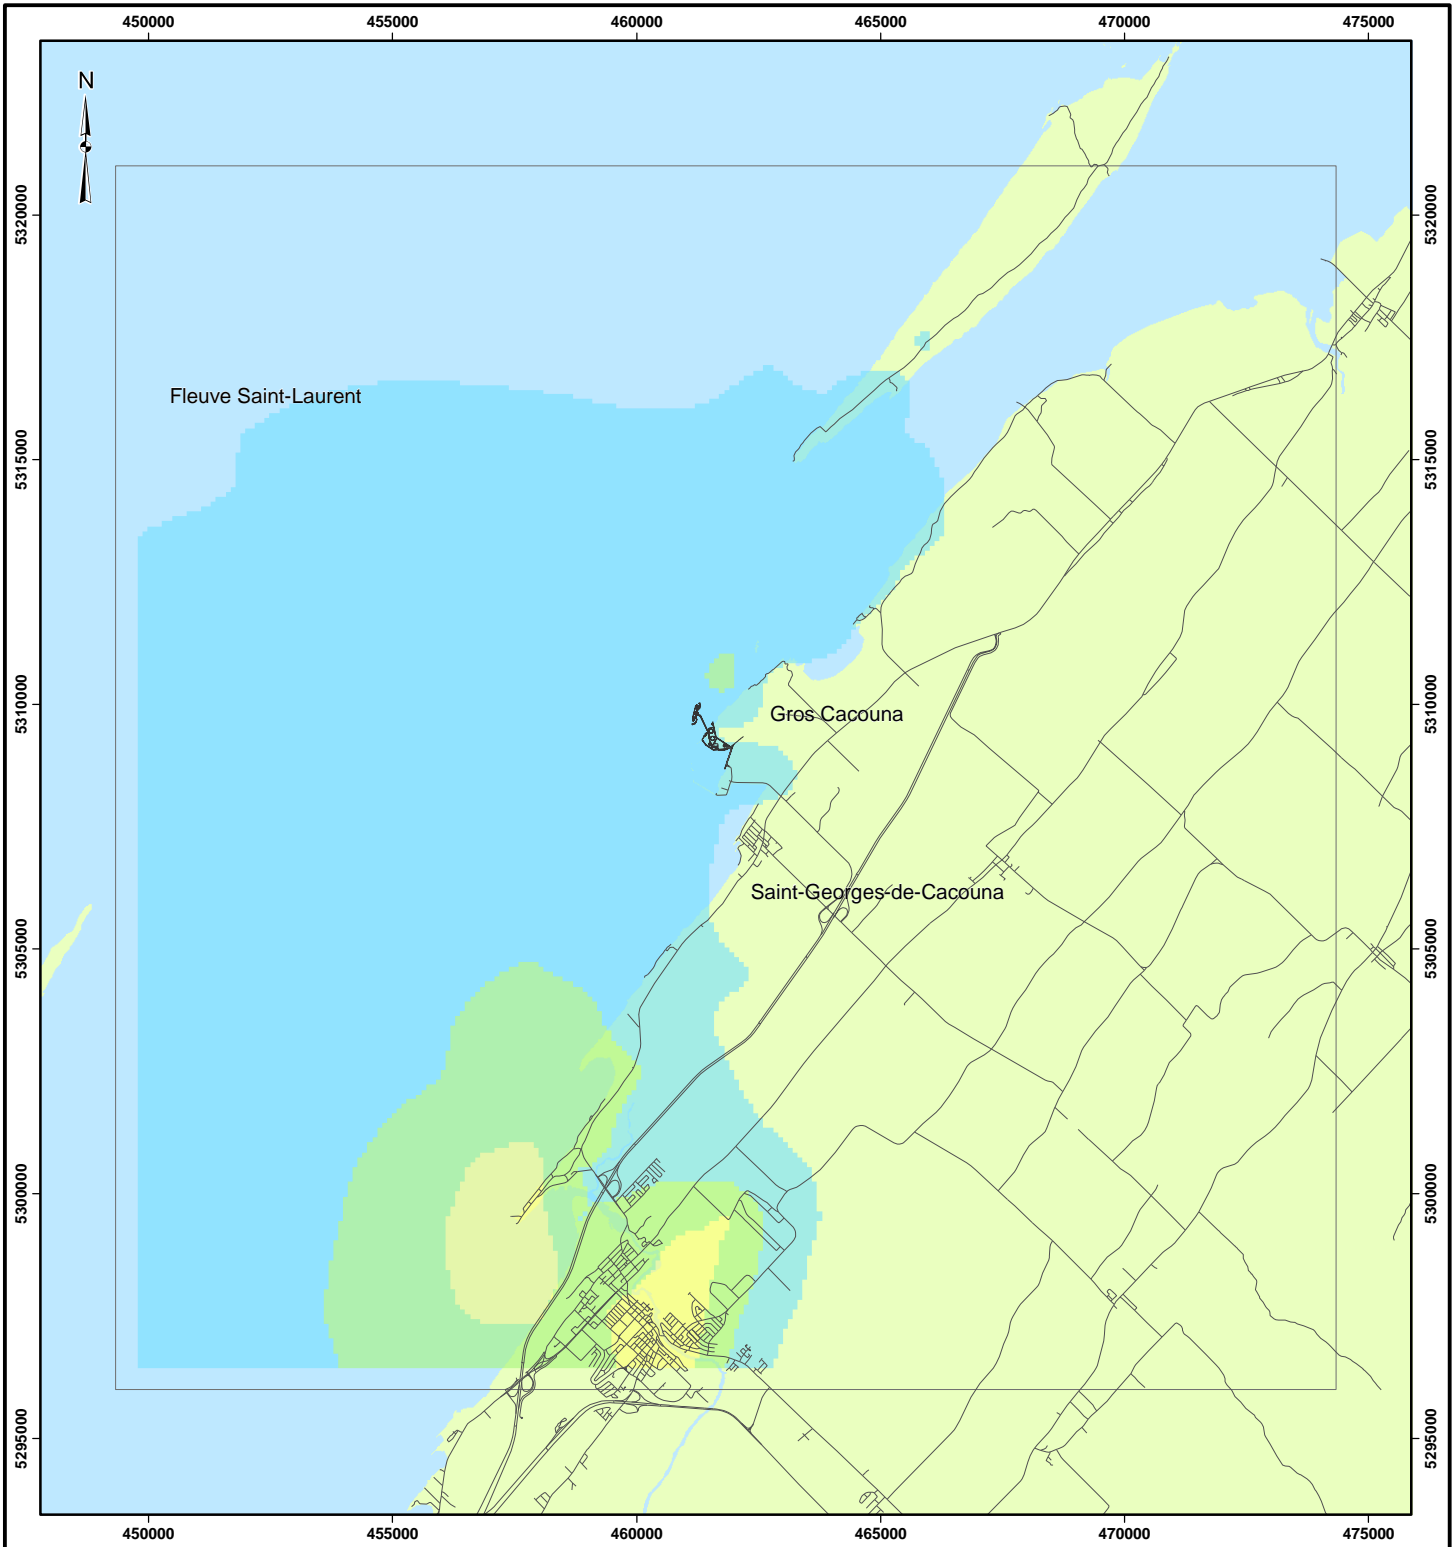 450000 455000 460000 465000 470000 475000
N
5320000 5320000
Fleuve Saint-Laurent
5315000 5315000
5310000 5310000
Gros Cacouna
Saint-Georges-de-Cacouna
5305000 5305000
5300000 5300000
5295000 5295000
450000 455000 460000 465000 470000 475000